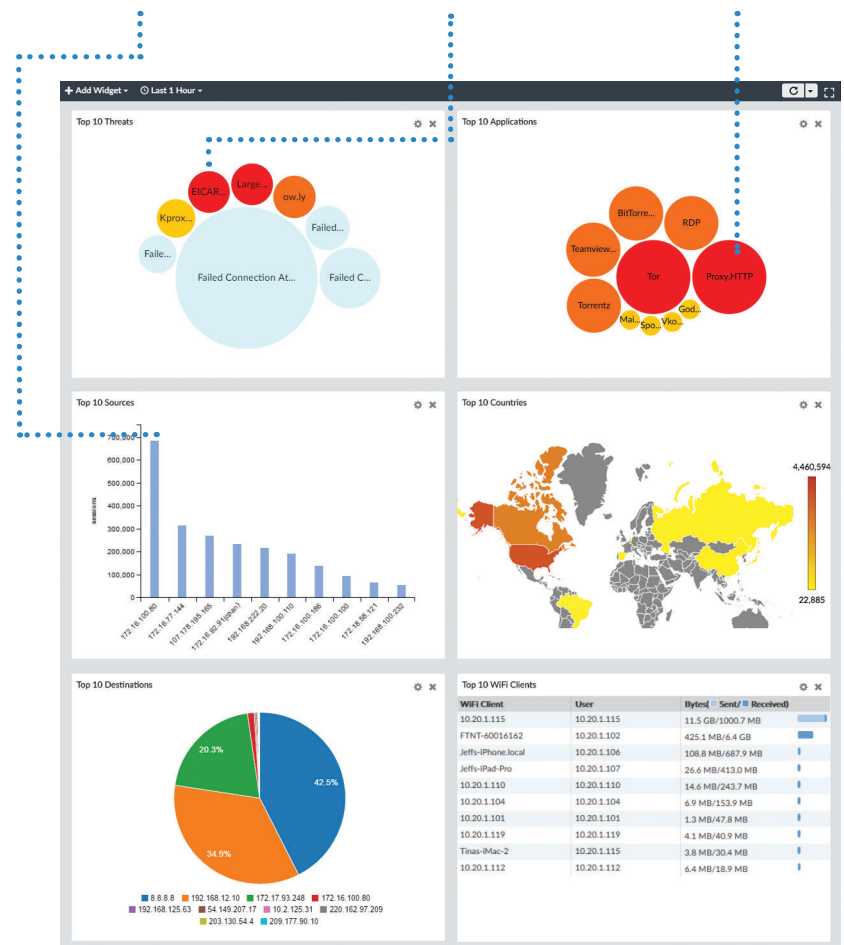 Add Widget
Last 1 Hour
Top 10 Threats
EICAR...
Large...
ow.ly
Kprox...
Failed...
Faile...
Failed Connection At...
Failed C...
Top 10 Applications
BitTorre...
RDP
Teamview...
Tor
Proxy.HTTP
Torrentz
God...
Mai...
Spo...
Vko...
Top 10 Sources
700,000
600,000
500,000
400,000
300,000
200,000
100,000
0
sessions
172.16.100.80
172.16.77.144
107.178.195.165
172.16.92.91(span)
192.168.222.20
192.168.100.110
172.16.100.186
172.16.100.100
172.18.58.121
192.168.100.232
Top 10 Countries
4,460,594
22,885
Top 10 Destinations
20.3%
42.5%
34.9%
8.8.8.8 192.168.12.10 172.17.93.248 172.16.100.80
192.168.125.63 54.149.207.17 10.2.125.31 220.162.97.209
203.130.54.4 209.177.90.10
Top 10 WiFi Clients
WiFi Client User Bytes( Sent/ Received)
10.20.1.115 10.20.1.115 11.5 GB/1000.7 MB
FTNT-60016162 10.20.1.102 425.1 MB/6.4 GB
Jeffs-iPhone.local 10.20.1.106 108.8 MB/687.9 MB
Jeffs-iPad-Pro 10.20.1.107 26.6 MB/413.0 MB
10.20.1.110 10.20.1.110 14.6 MB/243.7 MB
10.20.1.104 10.20.1.104 6.9 MB/153.9 MB
10.20.1.101 10.20.1.101 1.3 MB/47.8 MB
10.20.1.119 10.20.1.119 4.1 MB/40.9 MB
Tinas-iMac-2 10.20.1.115 3.8 MB/30.4 MB
10.20.1.112 10.20.1.112 6.4 MB/18.9 MB